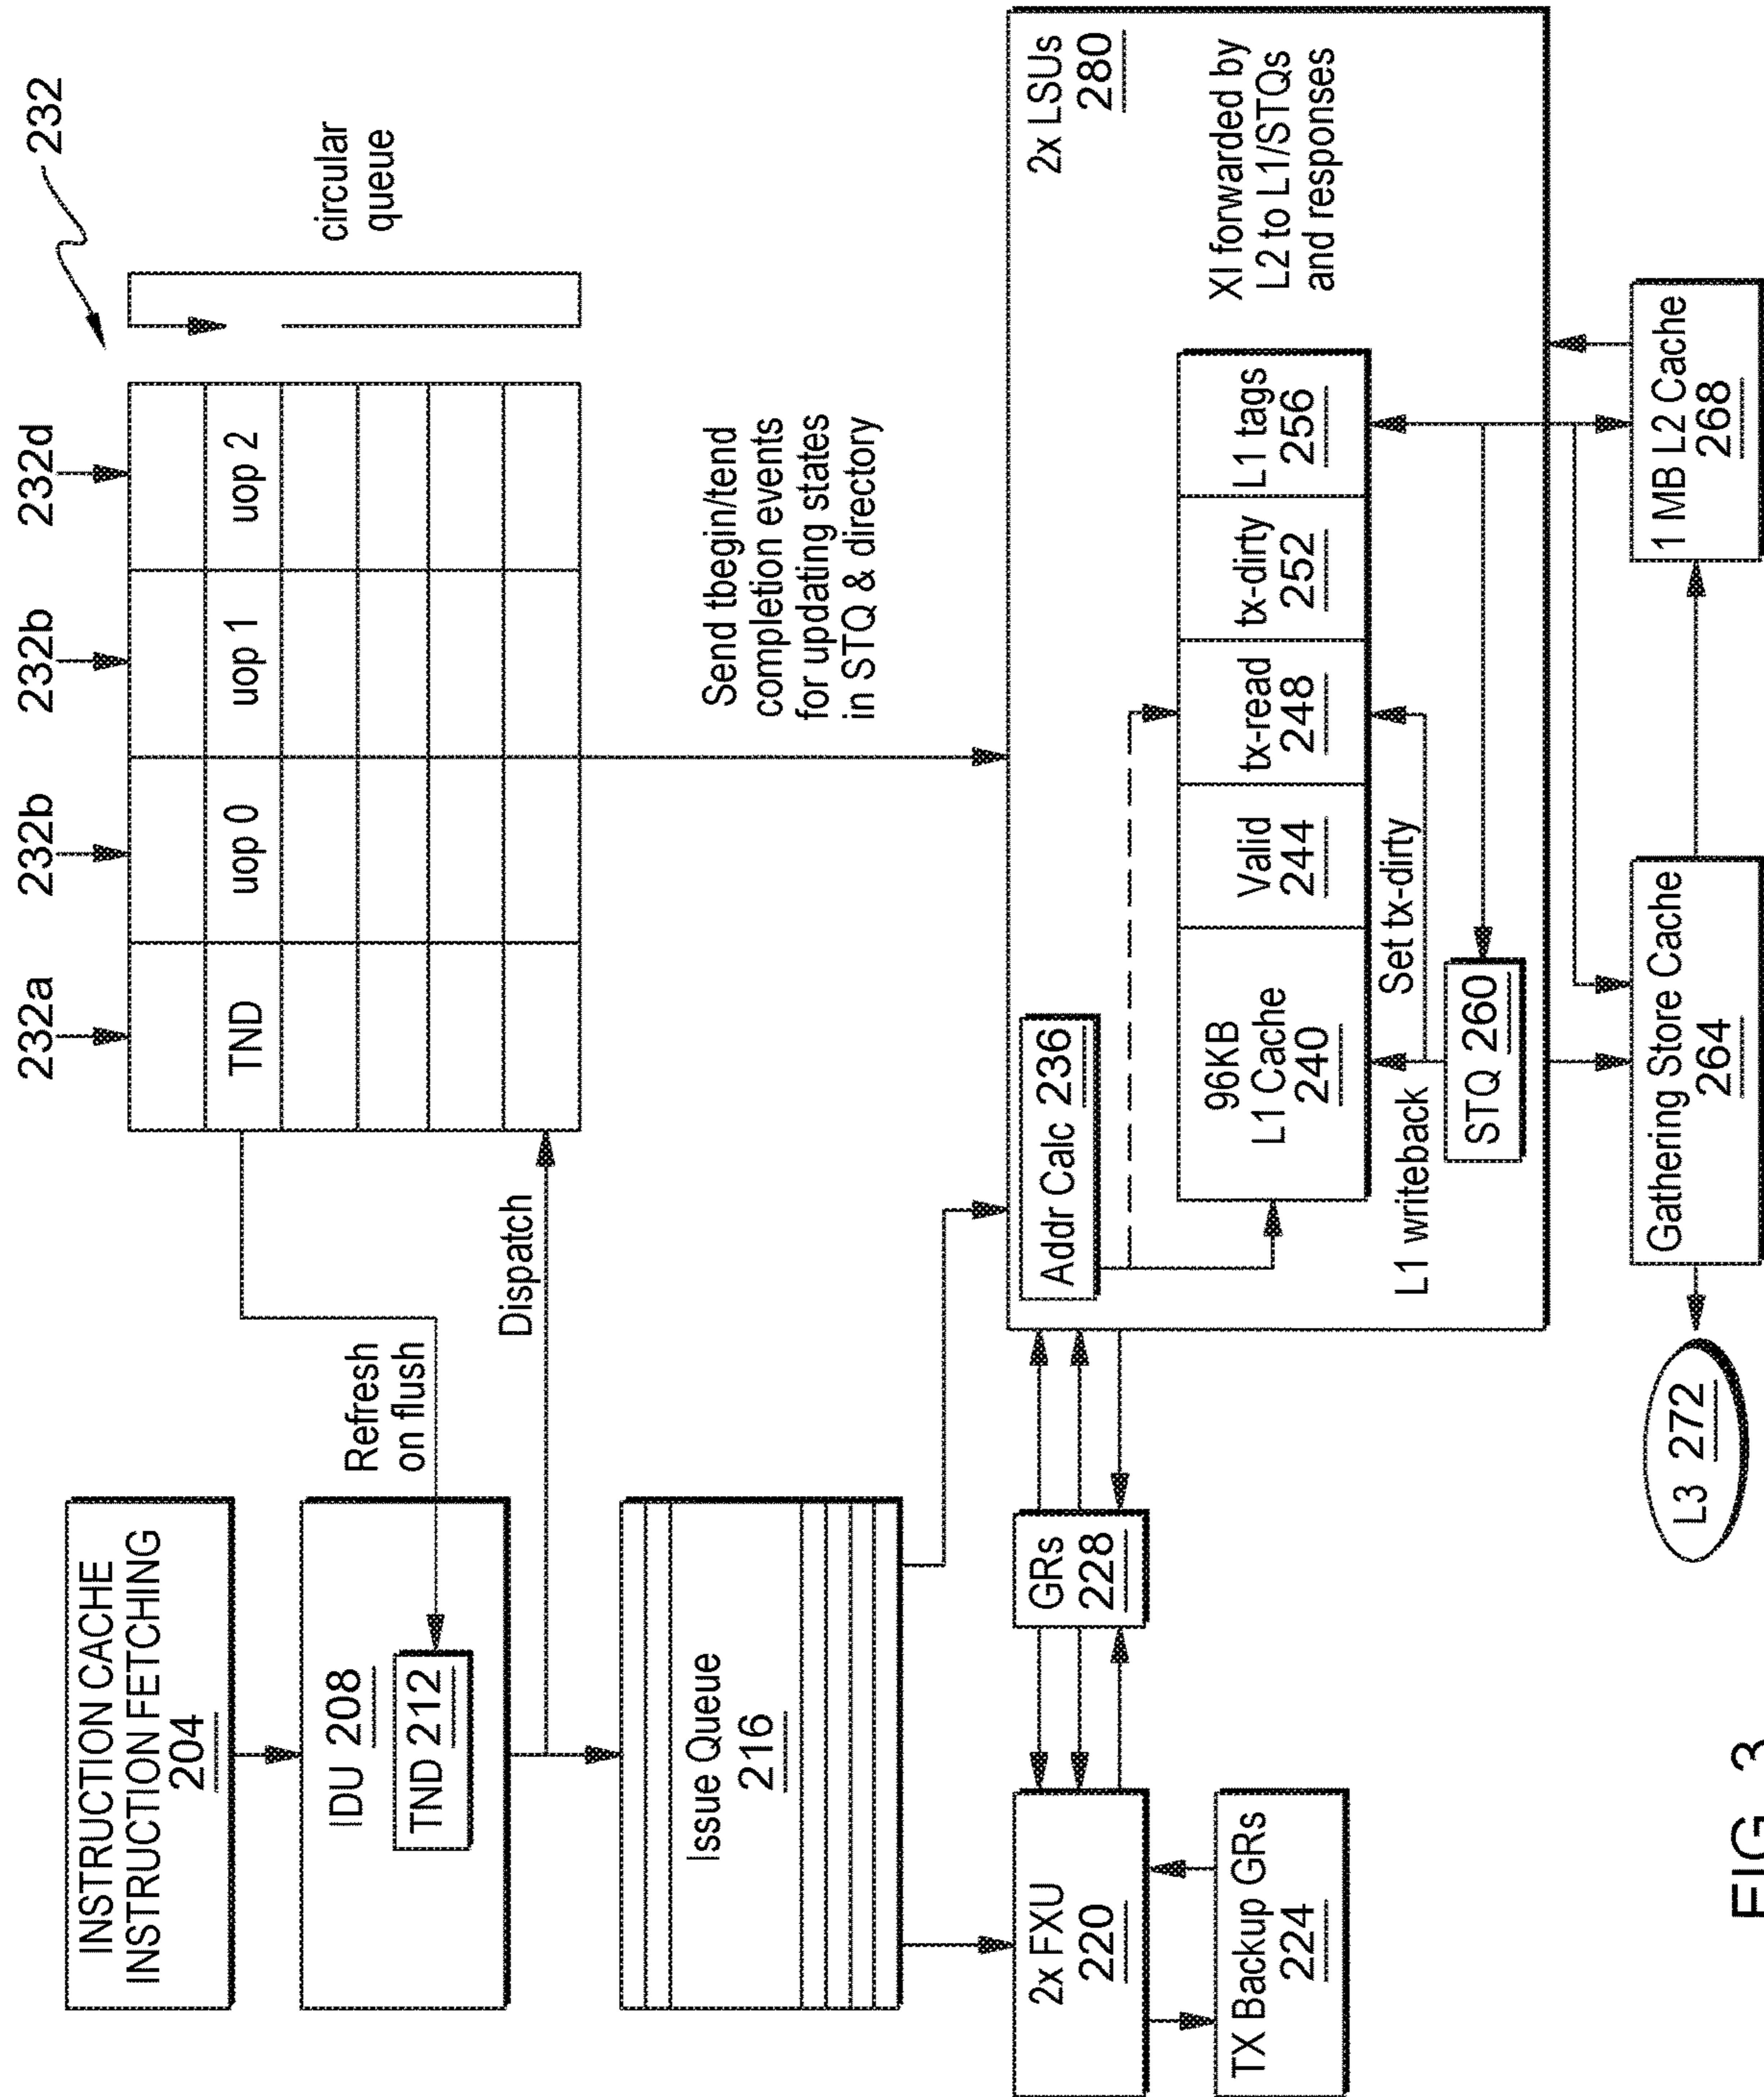 INSTRUCTION CACHE
INSTRUCTION FETCHING
204
IDU 208
TND 212
Refresh
on flush
Dispatch
Issue Queue
216
2x FXU
220
TX Backup GRs
224
GRs
228
232
232a
232b
232b
232d
TND
uop 0
uop 1
uop 2
circular
queue
Send tbegin/tend
completion events
for updating states
in STQ & directory
2x LSUs
280
Addr Calc 236
96KB
L1 Cache
240
Valid
244
tx-read
248
tx-dirty
252
L1 tags
256
XI forwarded by
L2 to L1/STQs
and responses
L1 writeback
Set tx-dirty
STQ 260
Gathering Store Cache
264
1 MB L2 Cache
268
L3 272
FIG. 3